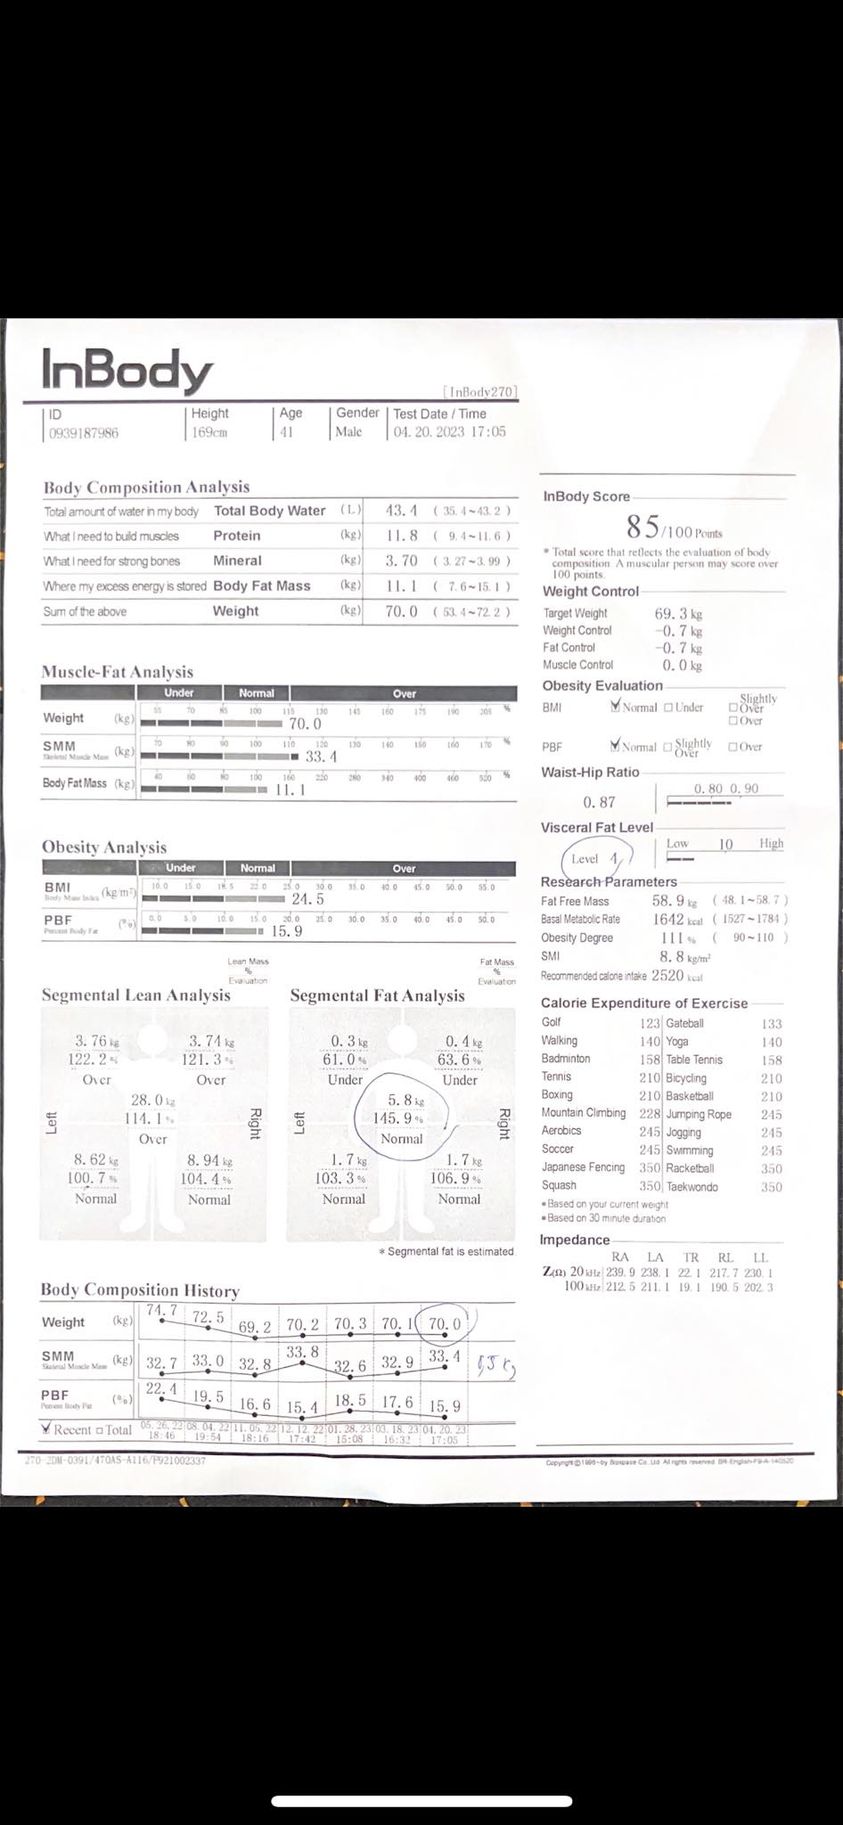 InBody
[InBody270]
ID Height Age Gender Test Date / Time
0939187986 169cm 41 Male 04. 20. 2023 17:05
Body Composition Analysis
Total amount of water in my body Total Body Water (L) 43. 4 ( 35. 4~43. 2 )
What I need to build muscles Protein (kg) 11. 8 ( 9. 4~11. 6 )
What I need for strong bones Mineral (kg) 3. 70 ( 3. 27~3. 99 )
Where my excess energy is stored Body Fat Mass (kg) 11. 1 ( 7. 6~15. 1 )
Sum of the above Weight (kg) 70. 0 ( 53. 4~72. 2 )
Muscle-Fat Analysis
Under Normal Over
Weight (kg) 55 70 85 100 115 130 145 160 175 190 205 %
70. 0
SMM (kg) 70 80 90 100 110 120 130 140 150 160 170 %
Skeletal Muscle Mass
33. 4
Body Fat Mass (kg) 40 60 80 100 160 220 280 340 400 460 520 %
11. 1
Obesity Analysis
Under Normal Over
BMI (kg/m²) 10. 0 15. 0 18. 5 22. 0 25. 0 30. 0 35. 0 40. 0 45. 0 50. 0 55. 0
Body Mass Index
24. 5
PBF (%) 0. 0 5. 0 10. 0 15. 0 20. 0 25. 0 30. 0 35. 0 40. 0 45. 0 50. 0
Percent Body Fat
15. 9
Lean Mass
%
Evaluation
Segmental Lean Analysis
3. 76 kg 3. 74 kg
122. 2 % 121. 3 %
Over Over
28. 0 kg
114. 1 %
Over
Left Right
8. 62 kg 8. 94 kg
100. 7 % 104. 4 %
Normal Normal
Fat Mass
%
Evaluation
Segmental Fat Analysis
0. 3 kg 0. 4 kg
61. 0 % 63. 6 %
Under Under
5. 8 kg
145. 9 %
Normal
Left Right
1. 7 kg 1. 7 kg
103. 3 % 106. 9 %
Normal Normal
* Segmental fat is estimated
Body Composition History
Weight (kg) 74. 7 72. 5 69. 2 70. 2 70. 3 70. 1 70. 0
SMM (kg) 32. 7 33. 0 32. 8 33. 8 32. 6 32. 9 33. 4
Skeletal Muscle Mass
PBF (%) 22. 4 19. 5 16. 6 15. 4 18. 5 17. 6 15. 9
Percent Body Fat
Recent Total 05. 26. 22 08. 04. 22 11. 05. 22 12. 12. 22 01. 28. 23 03. 18. 23 04. 20. 23
18:46 19:54 18:16 17:42 15:08 16:32 17:05
InBody Score
85/100 Points
* Total score that reflects the evaluation of body
composition. A muscular person may score over
100 points.
Weight Control
Target Weight 69. 3 kg
Weight Control -0. 7 kg
Fat Control -0. 7 kg
Muscle Control 0. 0 kg
Obesity Evaluation
BMI Normal Under Slightly Over
Over
PBF Normal Slightly Over Over
Waist-Hip Ratio
0. 87 0. 80 0. 90
Visceral Fat Level
Level 4 Low 10 High
Research Parameters
Fat Free Mass 58. 9 kg ( 48. 1~58. 7 )
Basal Metabolic Rate 1642 kcal ( 1527~1784 )
Obesity Degree 111 % ( 90~110 )
SMI 8. 8 kg/m²
Recommended calorie intake 2520 kcal
Calorie Expenditure of Exercise
Golf 123 Gateball 133
Walking 140 Yoga 140
Badminton 158 Table Tennis 158
Tennis 210 Bicycling 210
Boxing 210 Basketball 210
Mountain Climbing 228 Jumping Rope 245
Aerobics 245 Jogging 245
Soccer 245 Swimming 245
Japanese Fencing 350 Racketball 350
Squash 350 Taekwondo 350
*Based on your current weight
*Based on 30 minute duration
Impedance
RA LA TR RL LL
Z(Ω) 20 kHz 239. 9 238. 1 22. 1 217. 7 230. 1
100 kHz 212. 5 211. 1 19. 1 190. 5 202. 3
270-2DM-0391/470AS-A116/F921002337
Copyright©1996~by Biospace Co. Ltd. All rights reserved. BR-English-F9-A-140520